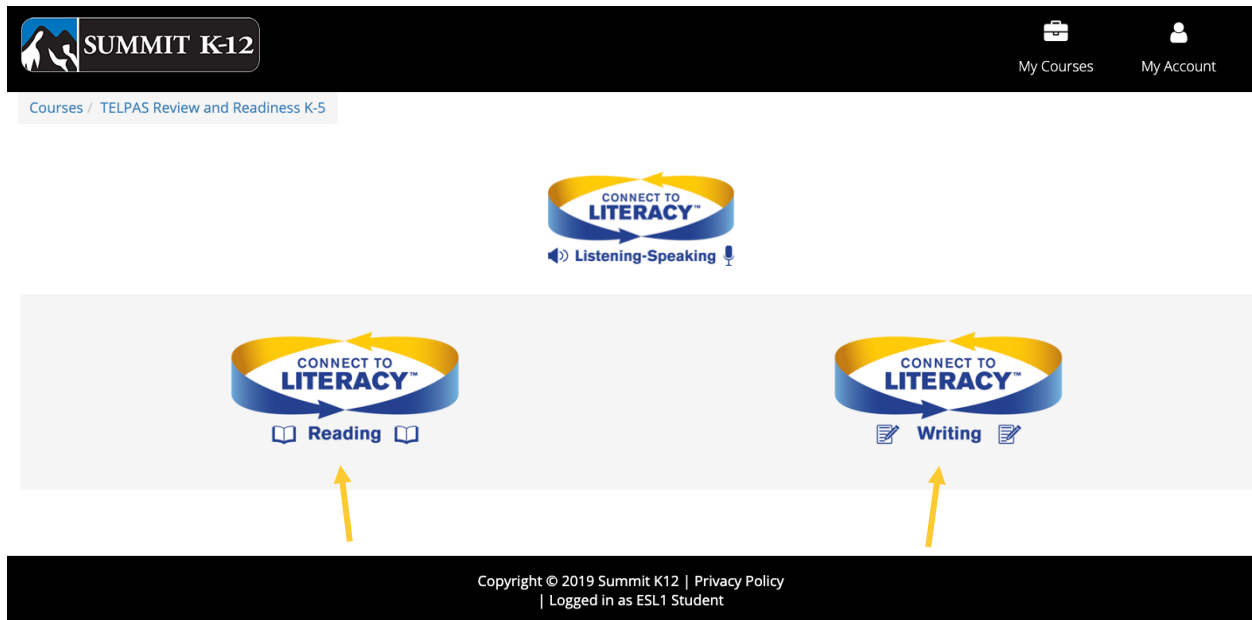 SUMMIT K-12
My Courses
My Account
Courses / TELPAS Review and Readiness K-5
CONNECT TO
LITERACY™
Listening-Speaking
CONNECT TO
LITERACY™
Reading
CONNECT TO
LITERACY™
Writing
Copyright © 2019 Summit K12 | Privacy Policy
| Logged in as ESL1 Student